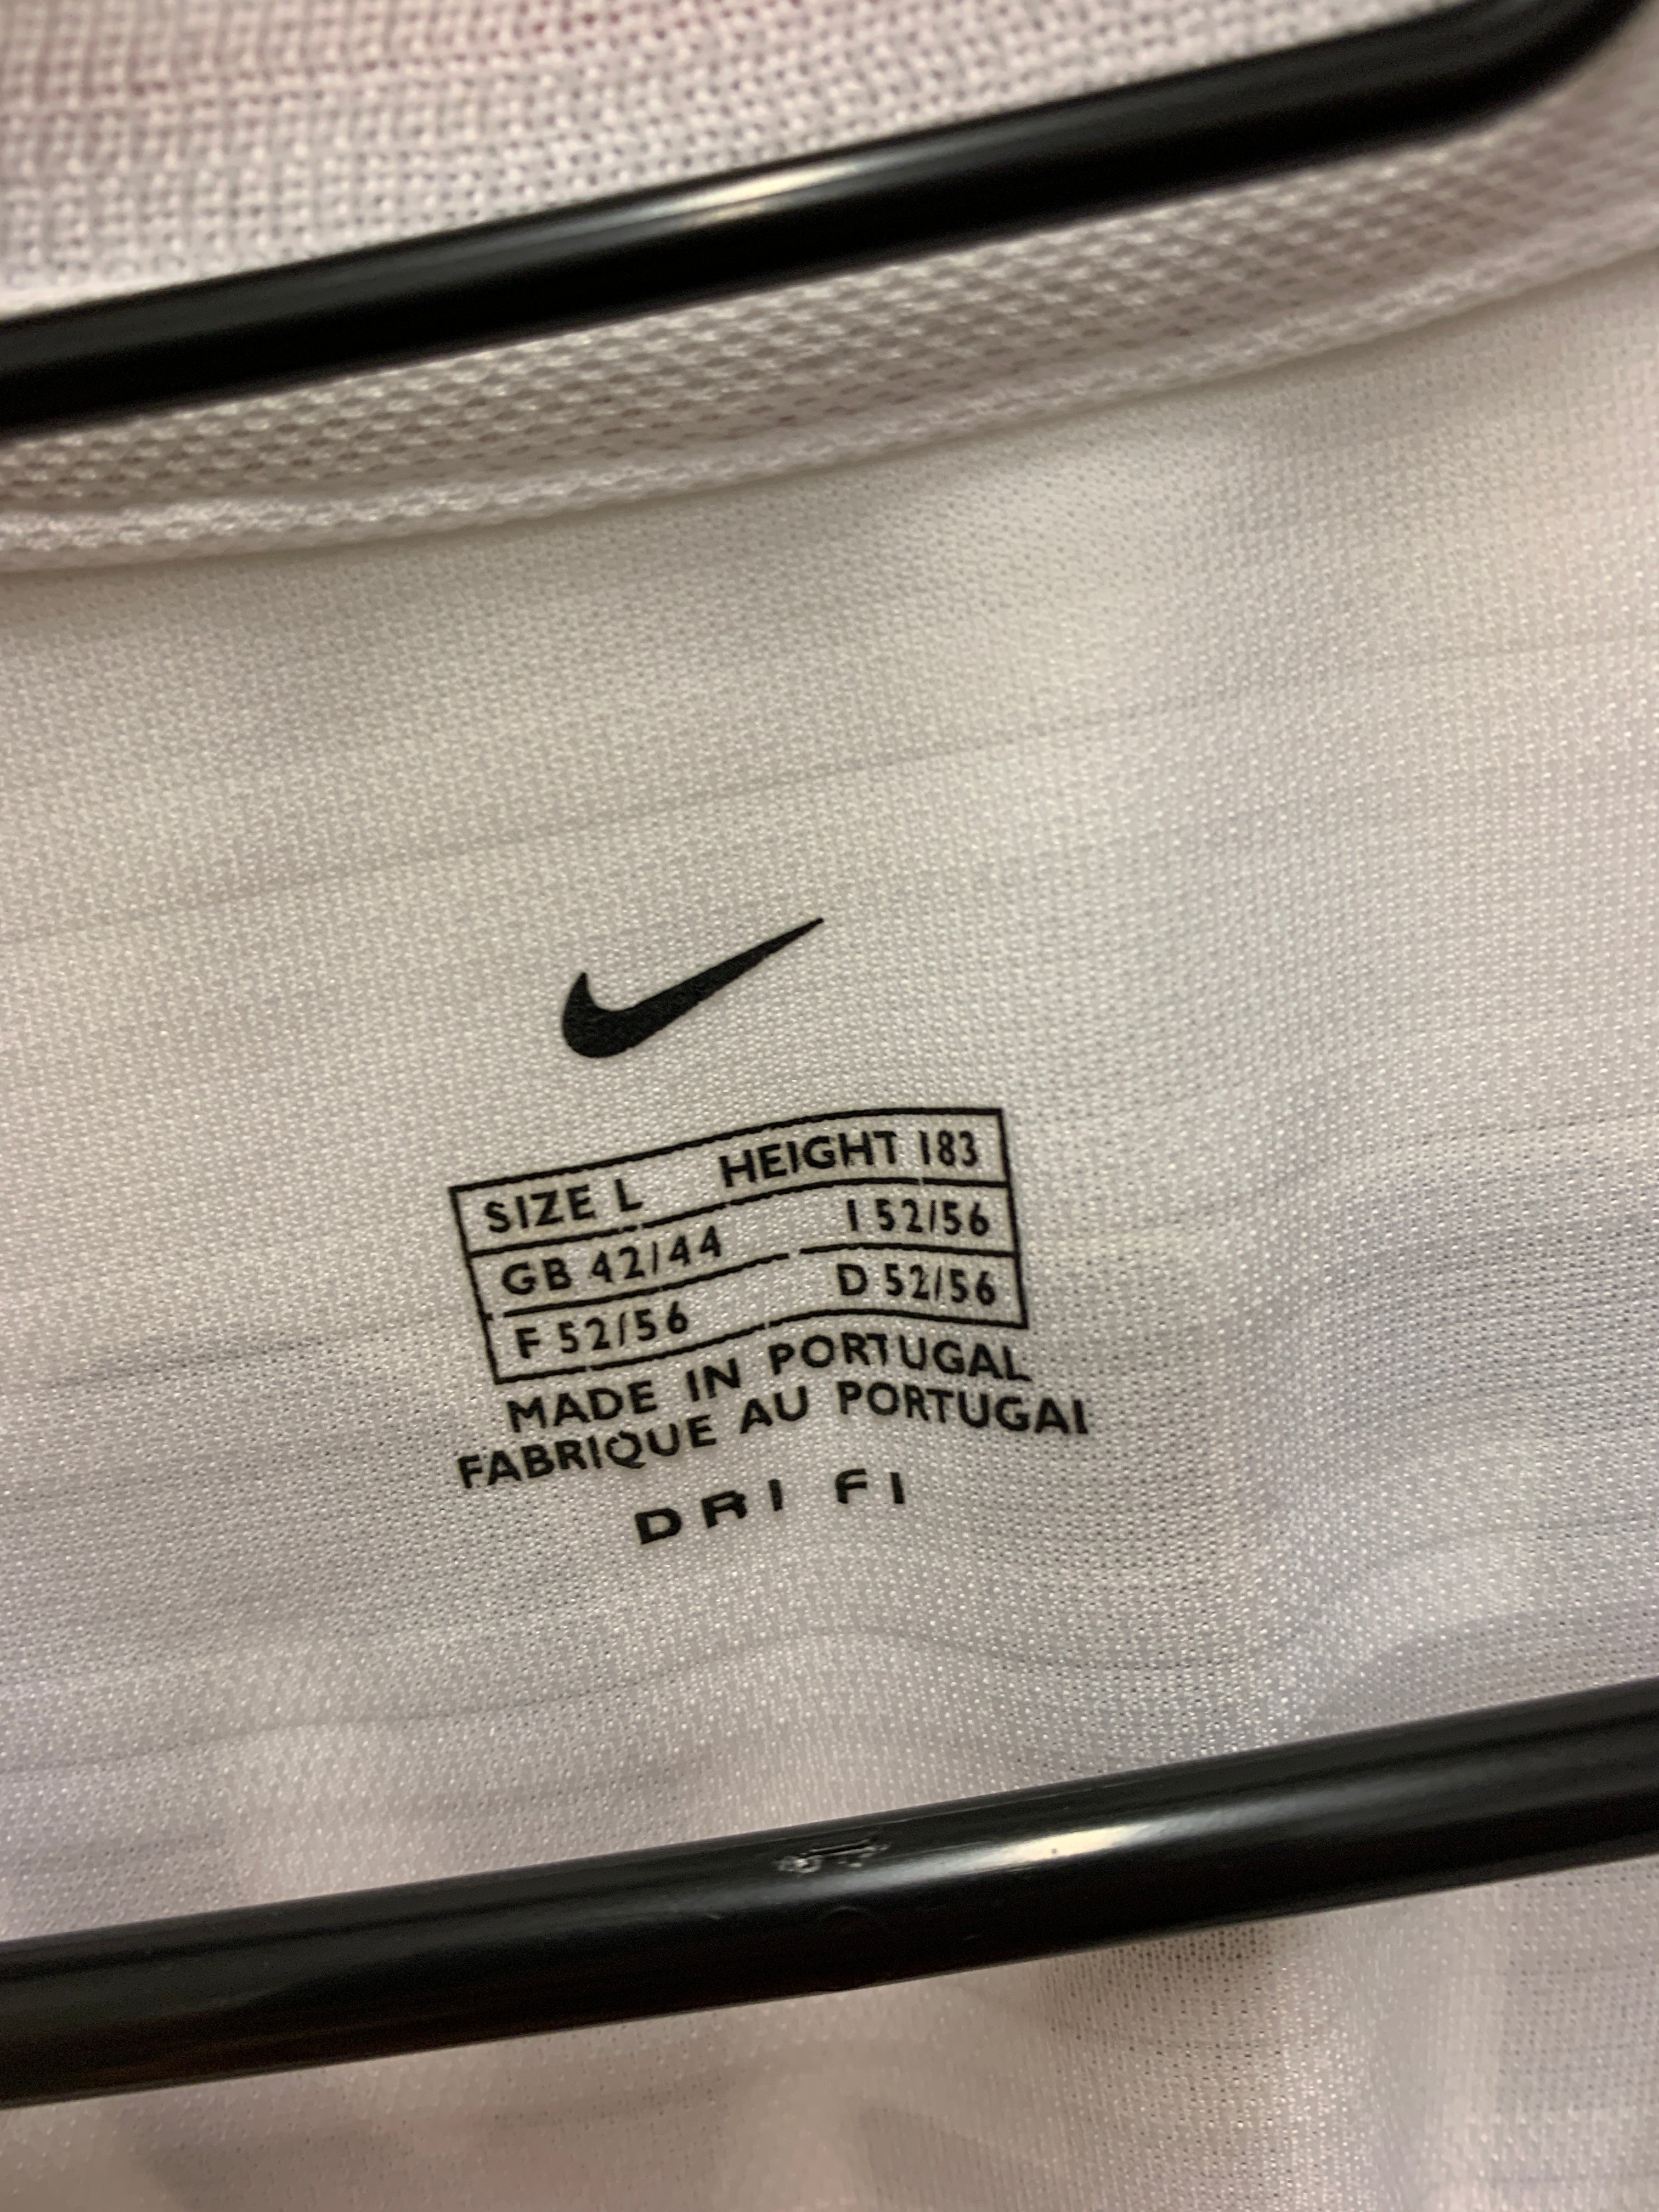 SIZE L HEIGHT 183
GB 42/44 I 52/56
F 52/56 D 52/56
MADE IN PORTUGAL
FABRIQUE AU PORTUGAL
DRI FI